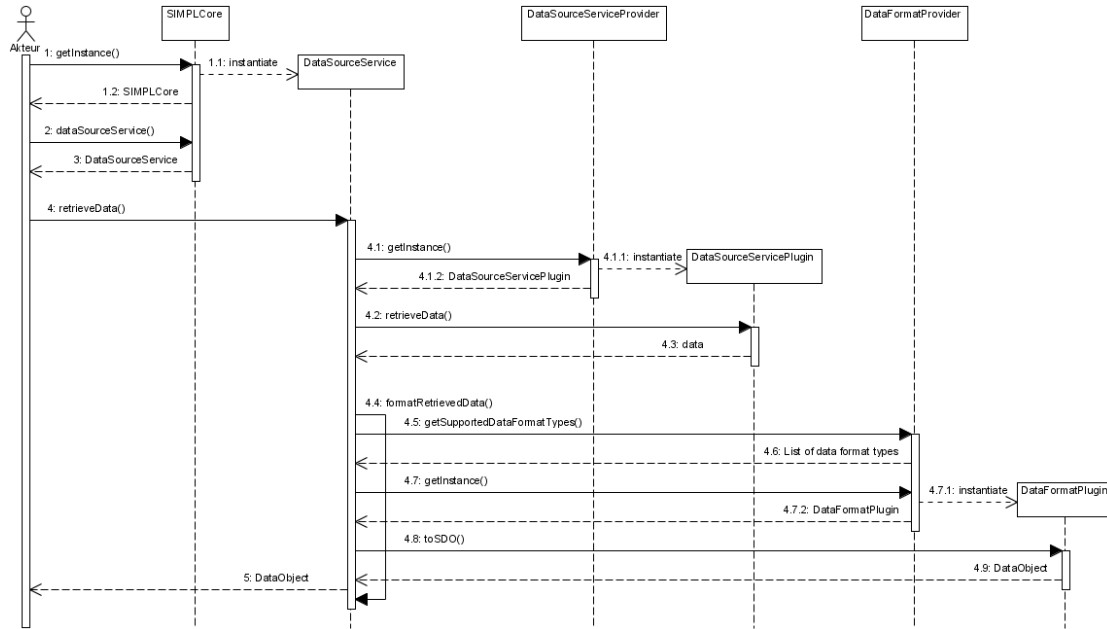 SIMPLCore
DataSourceServiceProvider
DataFormatProvider
Akteur
1: getInstance()
1.1: instantiate
DataSourceService
1.2: SIMPLCore
2: dataSourceService()
3: DataSourceService
4: retrieveData()
4.1: getInstance()
4.1.1: instantiate
DataSourceServicePlugin
4.1.2: DataSourceServicePlugin
4.2: retrieveData()
4.3: data
4.4: formatRetrievedData()
4.5: getSupportedDataFormatTypes()
4.6: List of data format types
4.7: getInstance()
4.7.1: instantiate
DataFormatPlugin
4.7.2: DataFormatPlugin
4.8: toSDO()
4.9: DataObject
5: DataObject